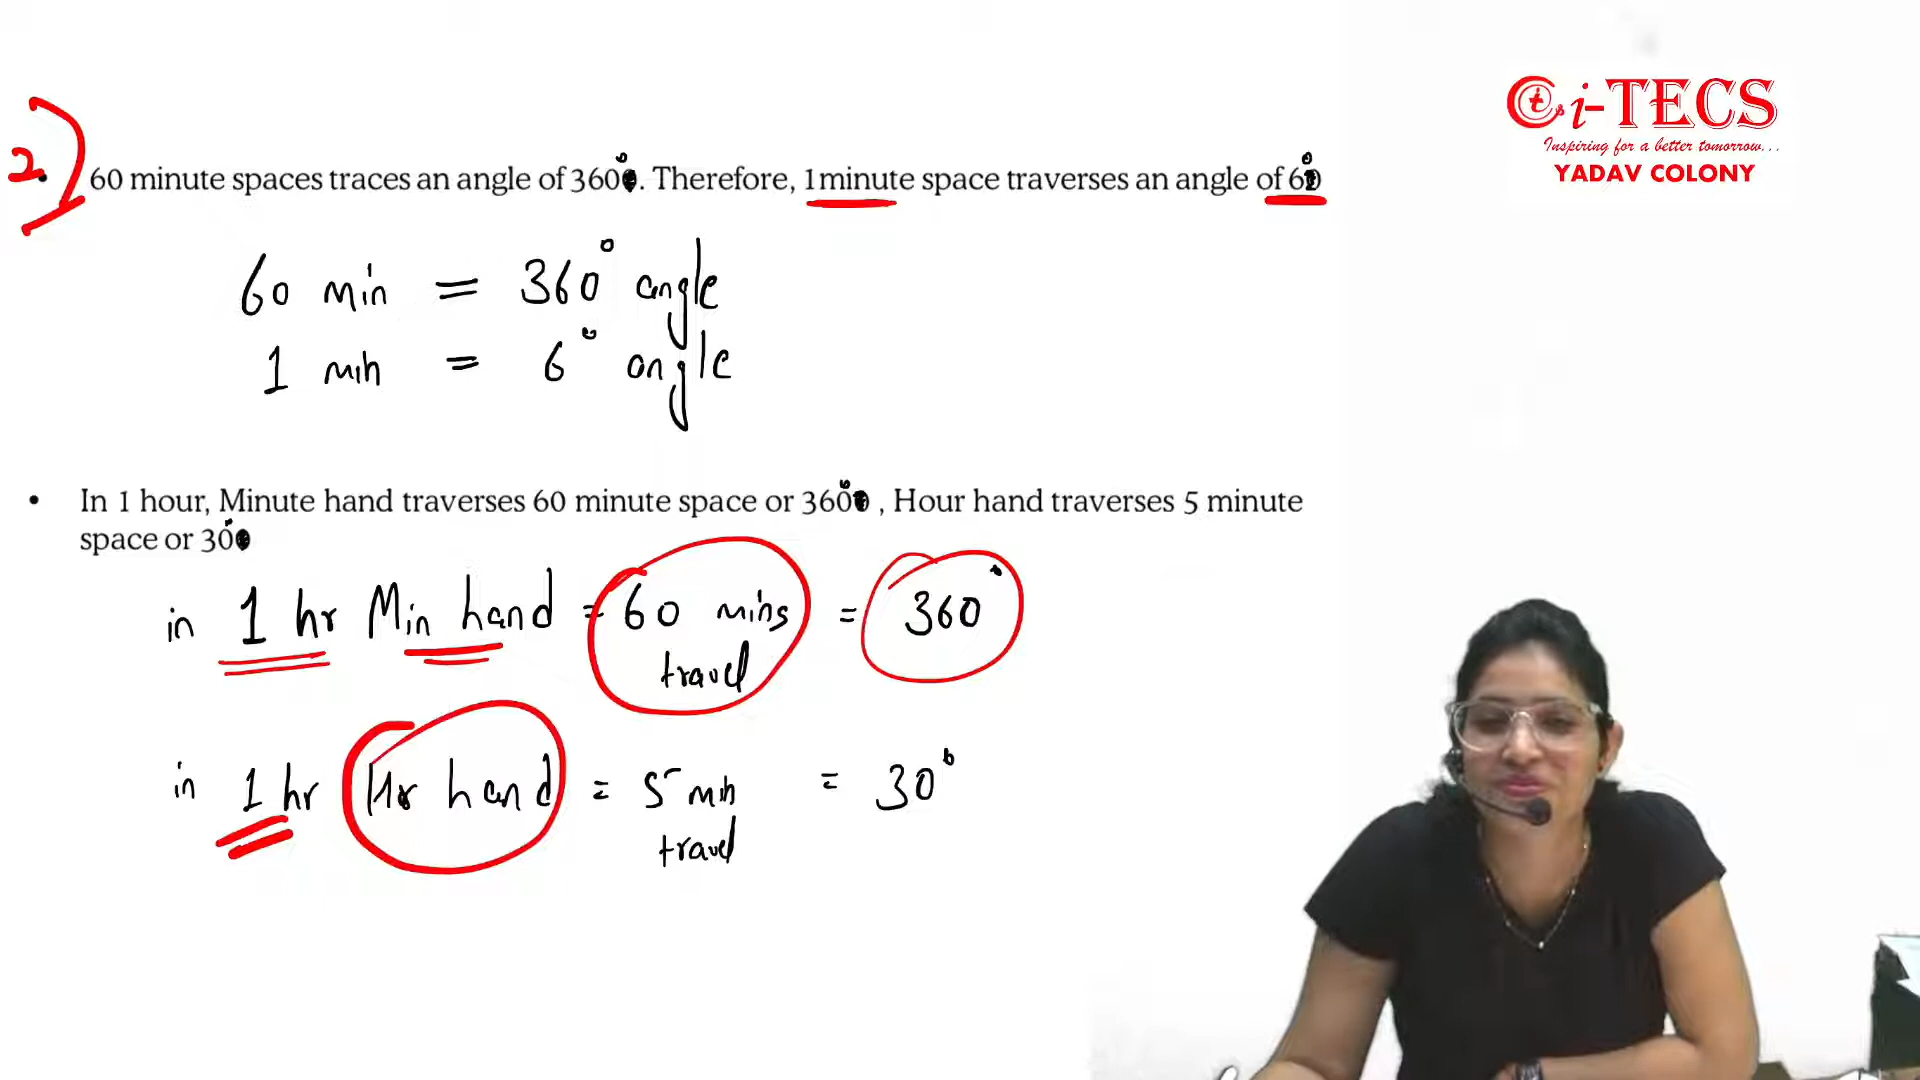 i-TECS
Inspiring for a better tomorrow...
YADAV COLONY
2.
60 minute spaces traces an angle of 360°. Therefore, 1minute space traverses an angle of 6°
60 min = 360° angle
1 min = 6° angle
• In 1 hour, Minute hand traverses 60 minute space or 360° , Hour hand traverses 5 minute
space or 30°
in 1 hr Min hand = 60 mins = 360°
travel
in 1 hr Hr hand = 5 min = 30°
travel